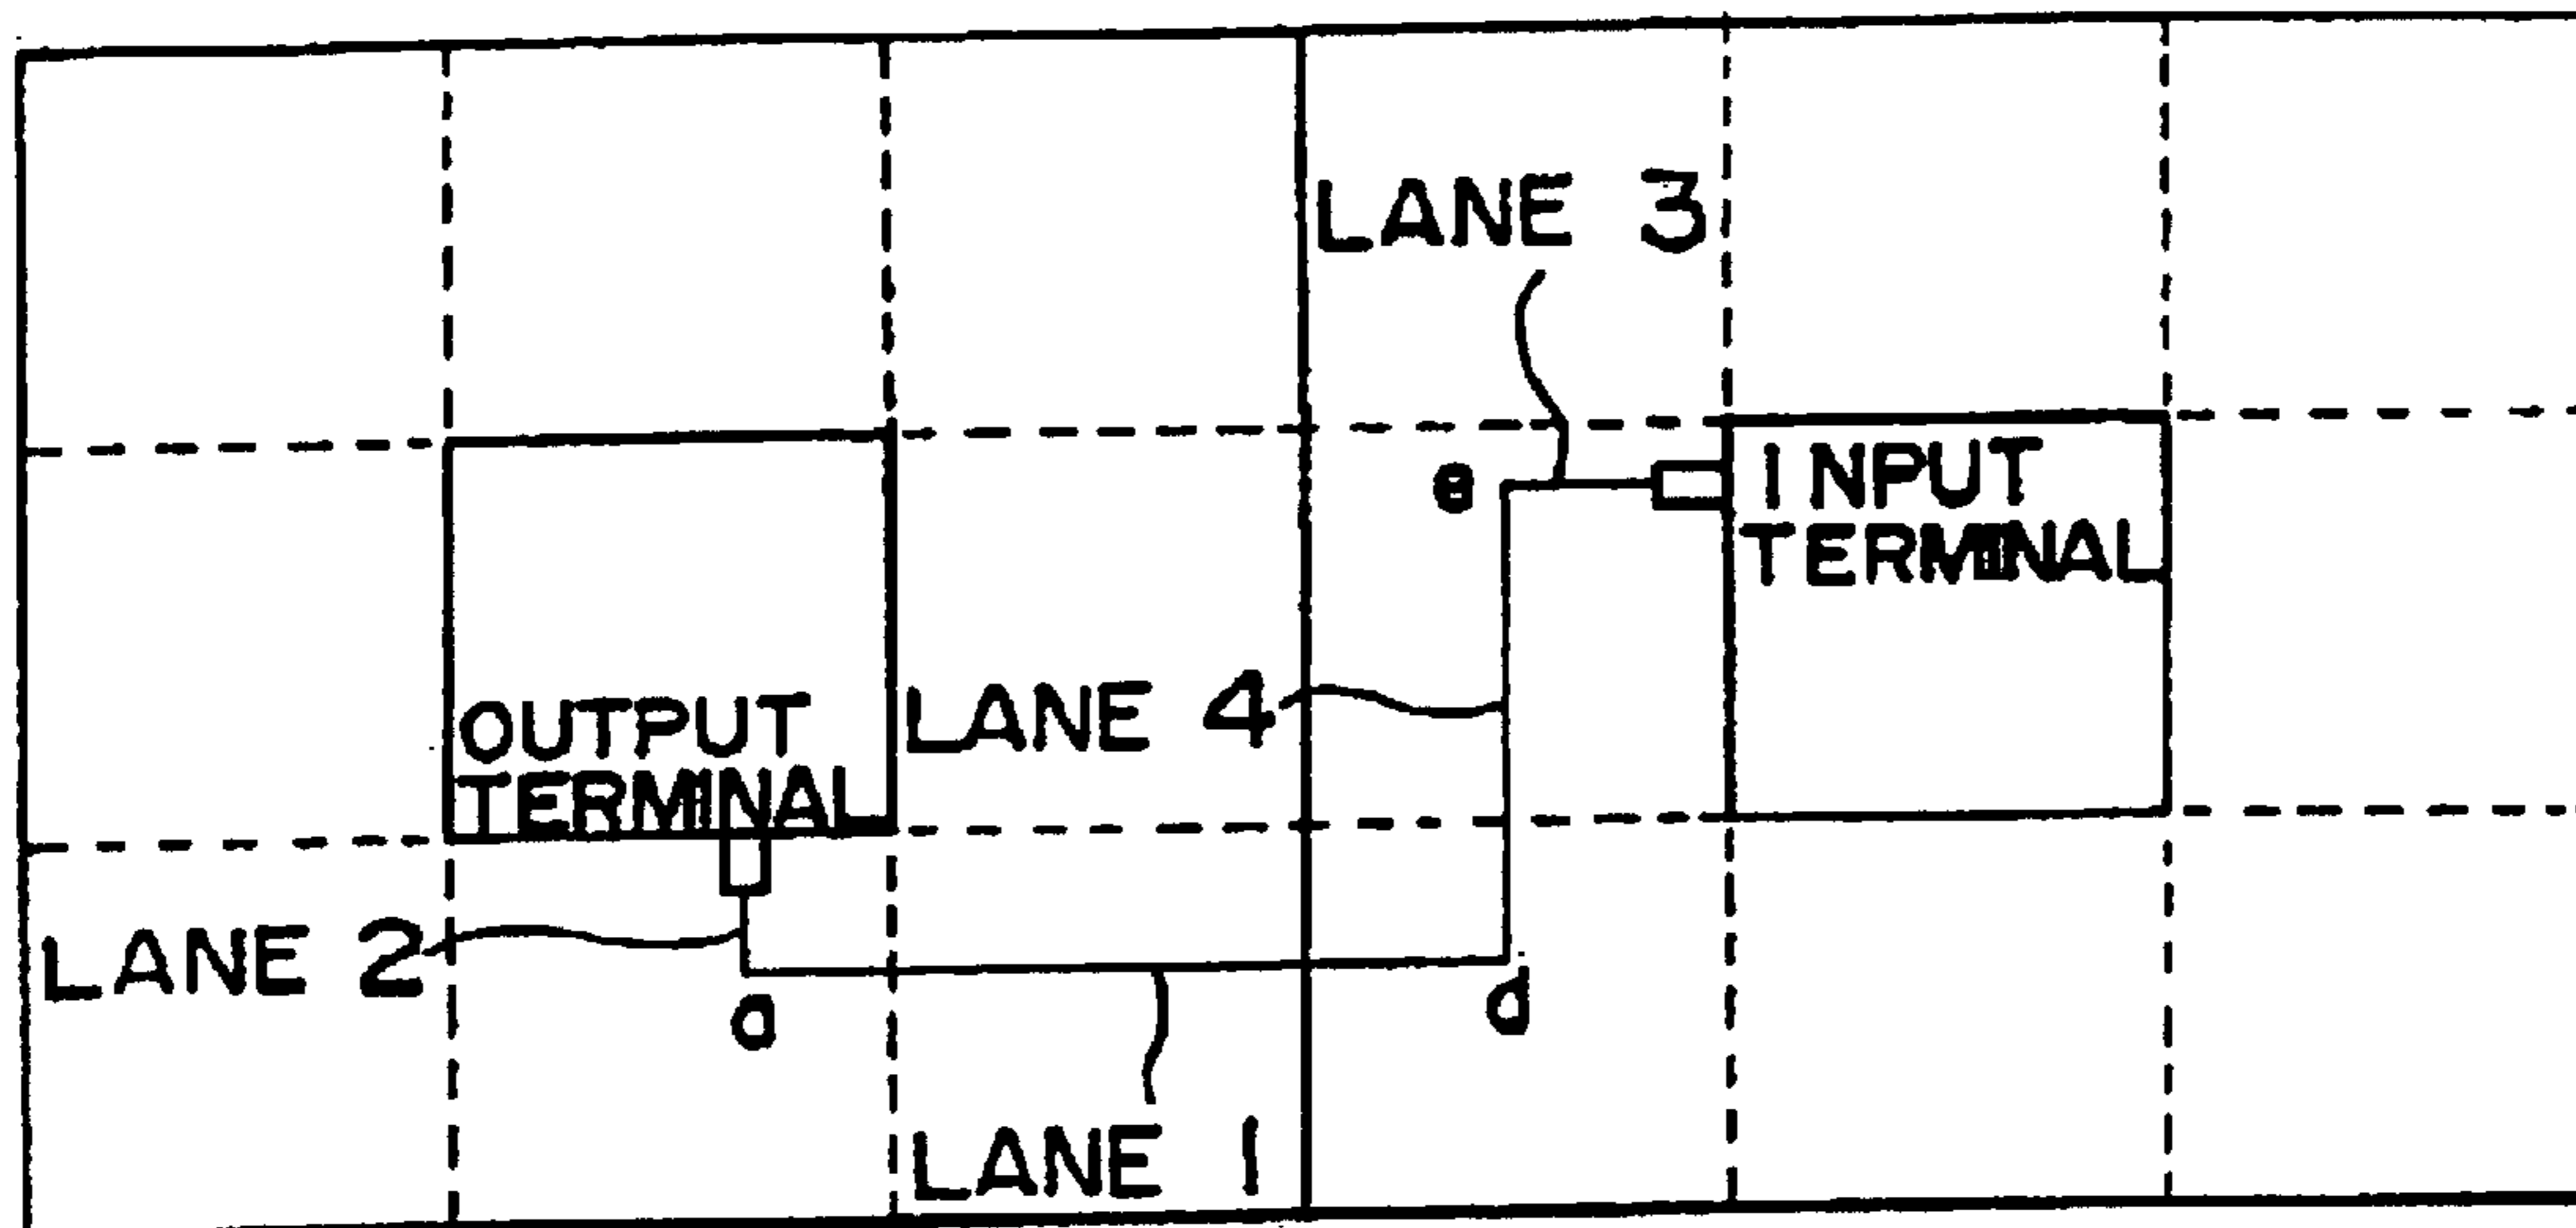 LANE 3
e
INPUT
TERMINAL
OUTPUT
TERMINAL
LANE 4
LANE 2
a
d
LANE 1